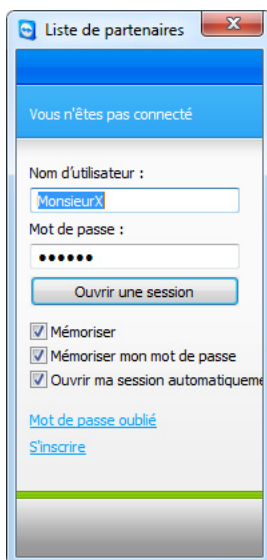 Liste de partenaires
Vous n'êtes pas connecté
Nom d'utilisateur :
MonsieurX
Mot de passe :
••••••
Ouvrir une session
Mémoriser
Mémoriser mon mot de passe
Ouvrir ma session automatiqueme
Mot de passe oublié
S'inscrire